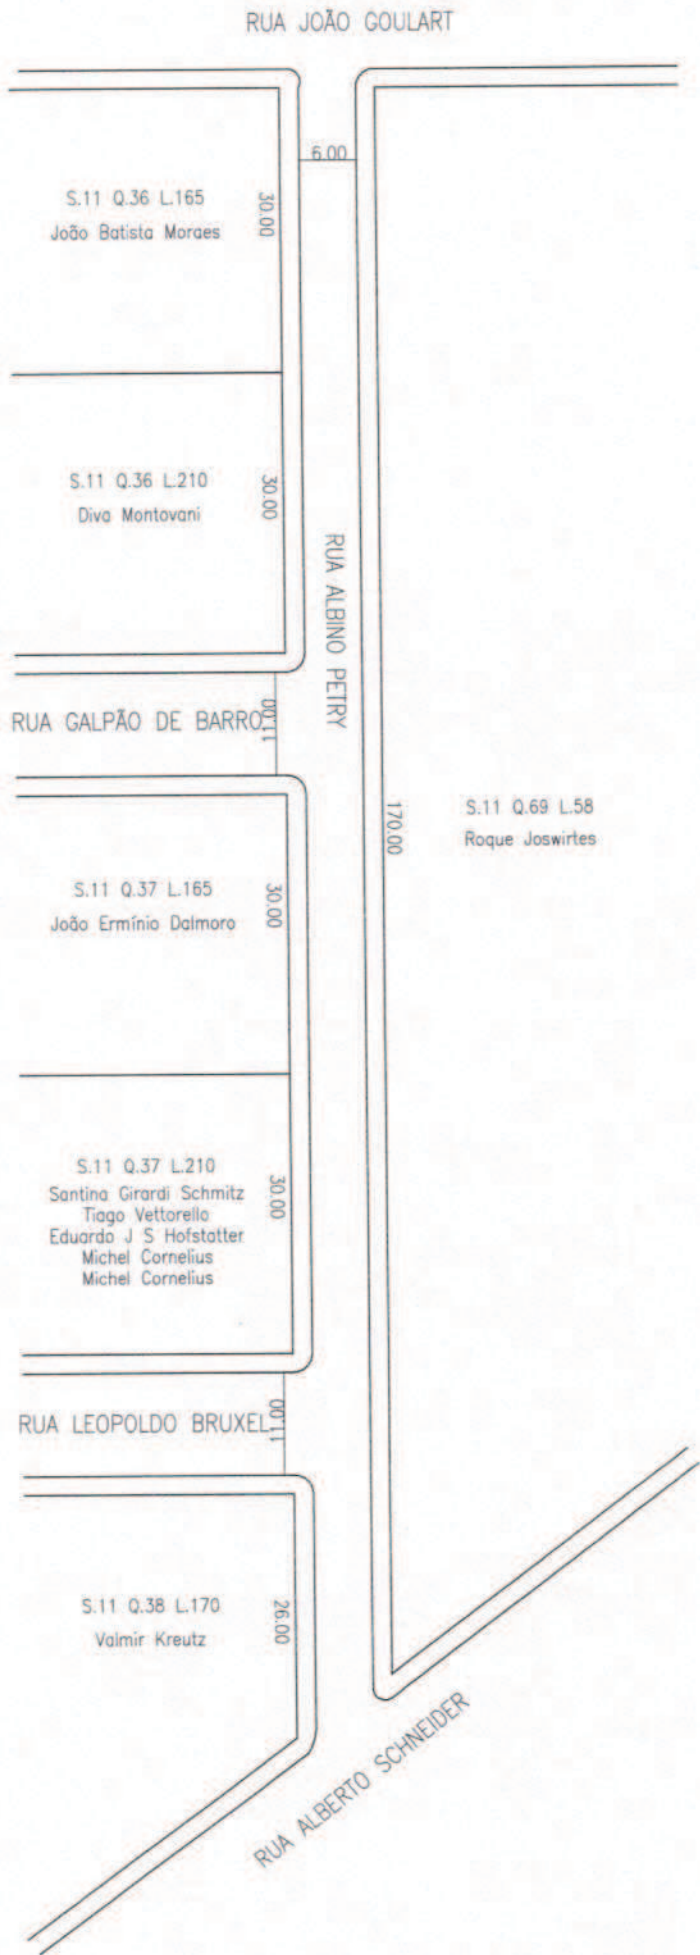 RUA JOÃO GOULART
6.00
S.11 Q.36 L.165
João Batista Moraes
30.00
S.11 Q.36 L.210
Diva Montovani
30.00
RUA ALBINO PETRY
RUA GALPÃO DE BARRO
11.00
170.00
S.11 Q.69 L.58
Roque Joswirtes
S.11 Q.37 L.165
João Ermínio Dalmoro
30.00
S.11 Q.37 L.210
Santina Girardi Schmitz
Tiago Vettorello
Eduardo J S Hofstatter
Michel Cornelius
Michel Cornelius
30.00
RUA LEOPOLDO BRUXEL
11.00
S.11 Q.38 L.170
Valmir Kreutz
26.00
RUA ALBERTO SCHNEIDER